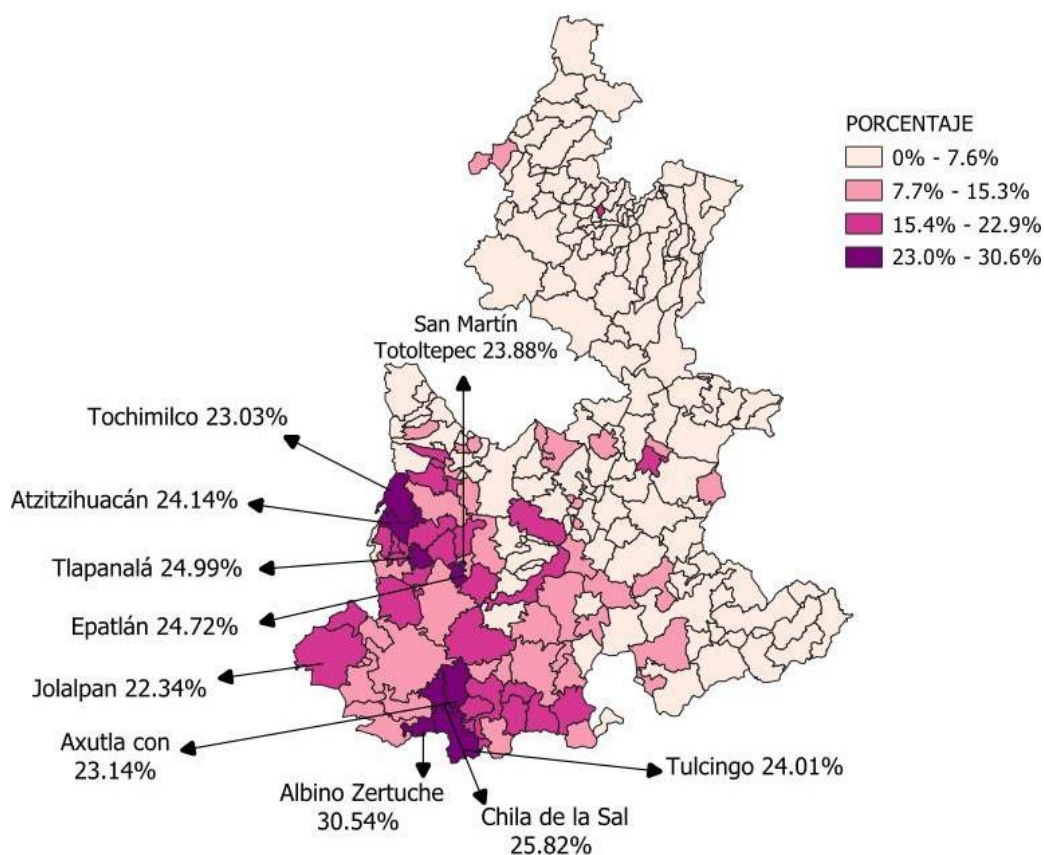 PORCENTAJE
0% - 7.6%
7.7% - 15.3%
15.4% - 22.9%
23.0% - 30.6%
San Martín
Totoltepec 23.88%
Tochimilco 23.03%
Atzitzihuacán 24.14%
Tlapanalá 24.99%
Epatlán 24.72%
Jolalpan 22.34%
Axutla con
23.14%
Albino Zertuche
30.54%
Chila de la Sal
25.82%
Tulcingo 24.01%